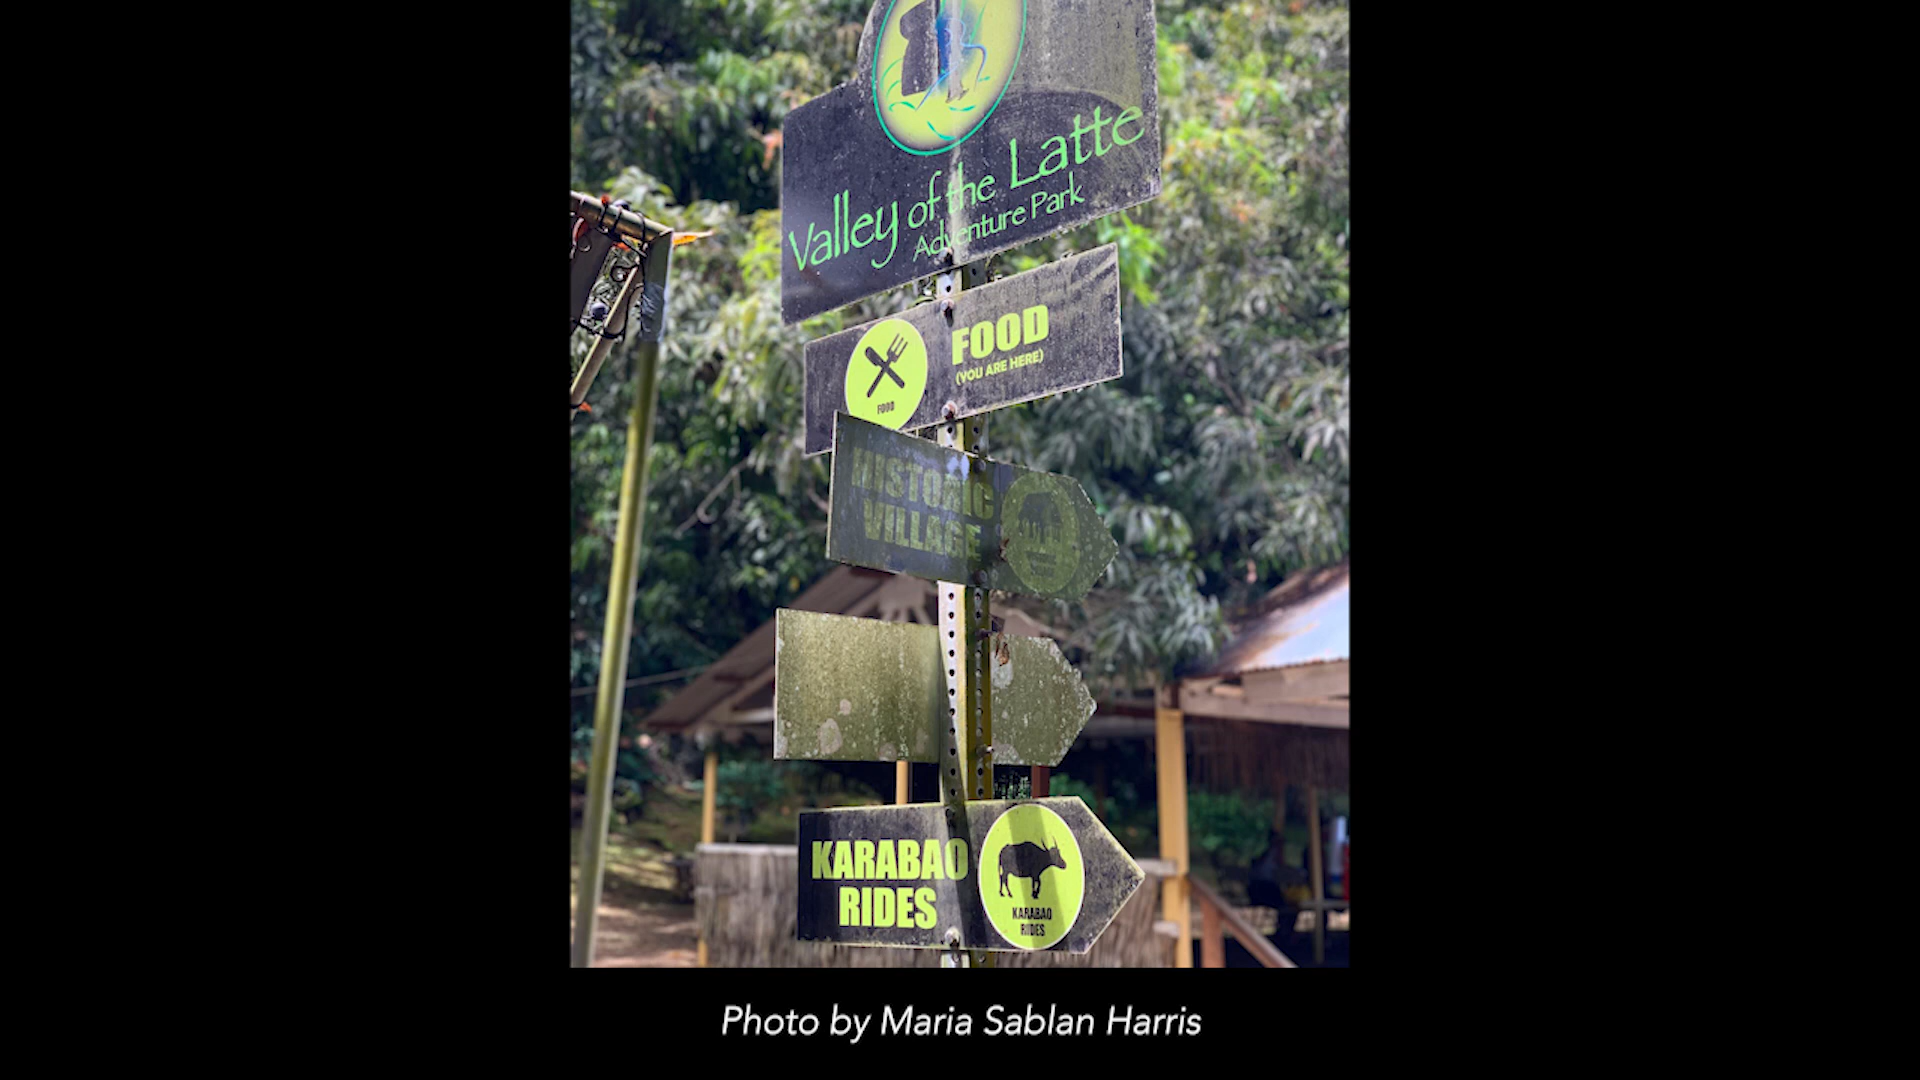 Valley of the Latte
Adventure Park
FOOD
(YOU ARE HERE)
FOOD
HISTORIC
VILLAGE
KARABAO
RIDES
KARABAO
RIDES
Photo by Maria Sablan Harris